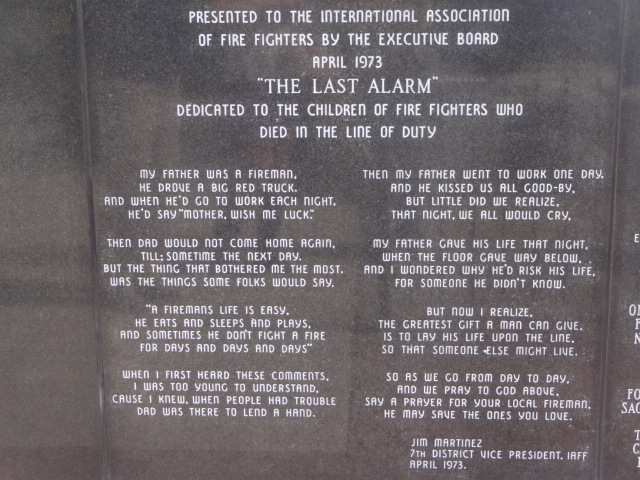 PRESENTED TO THE INTERNATIONAL ASSOCIATION
OF FIRE FIGHTERS BY THE EXECUTIVE BOARD
APRIL 1973
"THE LAST ALARM"
DEDICATED TO THE CHILDREN OF FIRE FIGHTERS WHO
DIED IN THE LINE OF DUTY
MY FATHER WAS A FIREMAN,
HE DROVE A BIG RED TRUCK.
AND WHEN HE'D GO TO WORK EACH NIGHT,
HE'D SAY "MOTHER, WISH ME LUCK."
THEN DAD WOULD NOT COME HOME AGAIN,
TILL; SOMETIME THE NEXT DAY.
BUT THE THING THAT BOTHERED ME THE MOST.
WAS THE THINGS SOME FOLKS WOULD SAY.
"A FIREMANS LIFE IS EASY,
HE EATS AND SLEEPS AND PLAYS,
AND SOMETIMES HE DON'T FIGHT A FIRE
FOR DAYS AND DAYS AND DAYS"
WHEN I FIRST HEARD THESE COMMENTS,
I WAS TOO YOUNG TO UNDERSTAND,
CAUSE I KNEW, WHEN PEOPLE HAD TROUBLE
DAD WAS THERE TO LEND A HAND.
THEN MY FATHER WENT TO WORK ONE DAY,
AND HE KISSED US ALL GOOD-BY,
BUT LITTLE DID WE REALIZE,
THAT NIGHT, WE ALL WOULD CRY,
MY FATHER GAVE HIS LIFE THAT NIGHT,
WHEN THE FLOOR GAVE WAY BELOW,
AND I WONDERED WHY HE'D RISK HIS LIFE,
FOR SOMEONE HE DIDN'T KNOW.
BUT NOW I REALIZE,
THE GREATEST GIFT A MAN CAN GIVE,
IS TO LAY HIS LIFE UPON THE LINE,
SO THAT SOMEONE ELSE MIGHT LIVE,
SO AS WE GO FROM DAY TO DAY,
AND WE PRAY TO GOD ABOVE,
SAY A PRAYER FOR YOUR LOCAL FIREMAN,
HE MAY SAVE THE ONES YOU LOVE.
JIM MARTINEZ
7TH DISTRICT VICE PRESIDENT, IAFF
APRIL 1973.